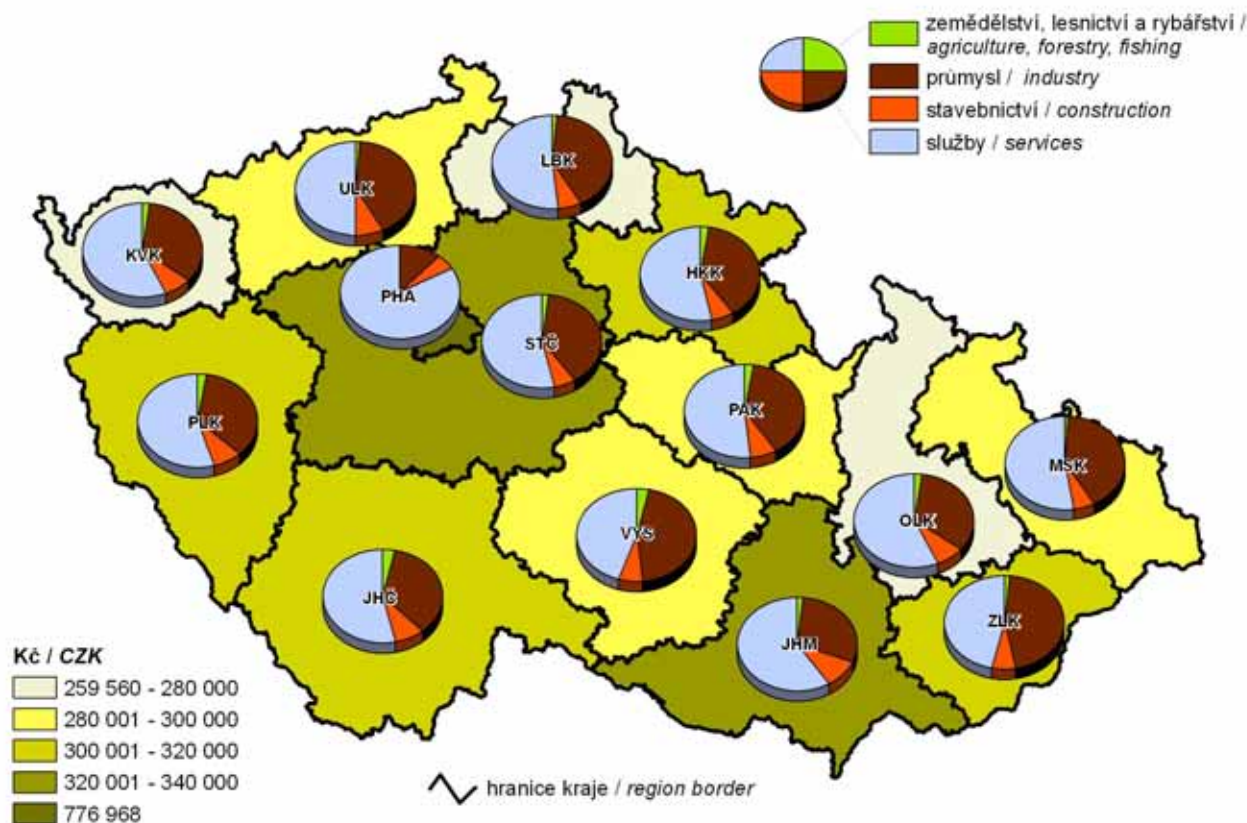 zemědělství, lesnictví a rybářství /
agriculture, forestry, fishing
průmysl / industry
stavebnictví / construction
služby / services
LBK
ULK
KVK
HKK
PHA
STČ
PLK
PAK
MSK
OLK
VYS
JHČ
ZLK
JHM
Kč / CZK
259 560 - 280 000
280 001 - 300 000
300 001 - 320 000
320 001 - 340 000
776 968
hranice kraje / region border